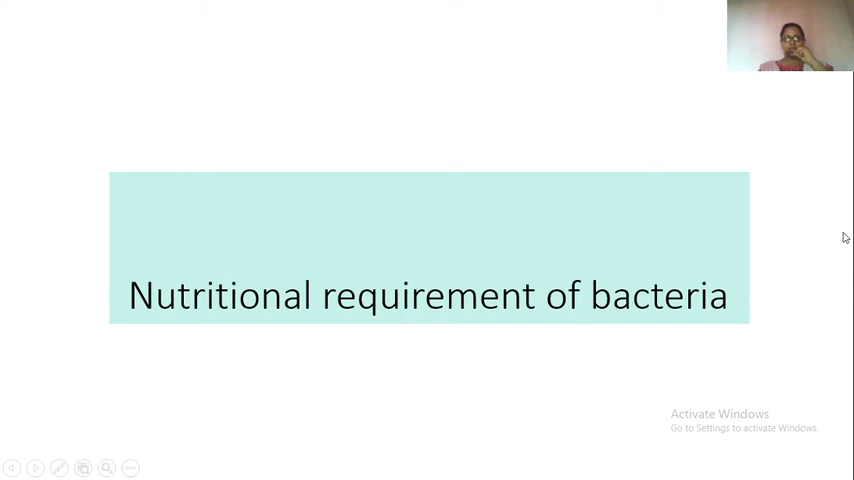 Nutritional requirement of bacteria
Activate Windows
Go to Settings to activate Windows.